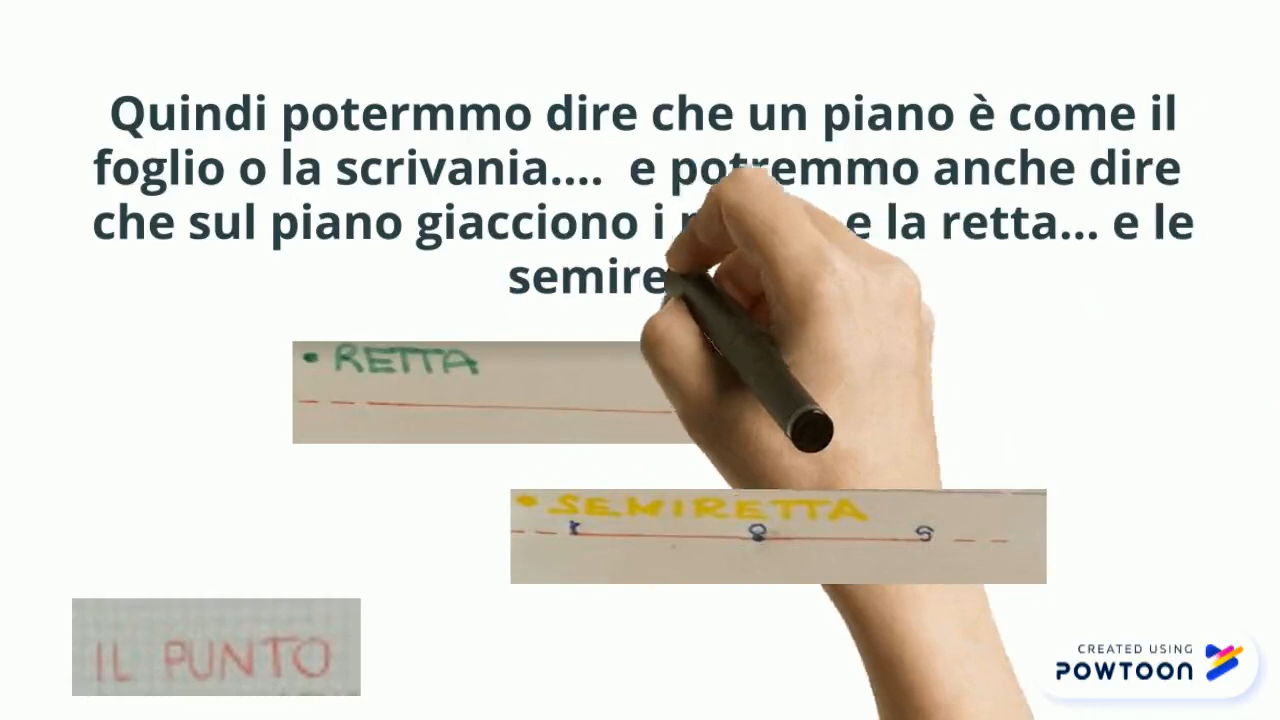 Quindi potermmo dire che un piano è come il
foglio o la scrivania.... e potremmo anche dire
che sul piano giacciono i e la retta... e le
• RETTA
• SEMIRETTA
r s
IL PUNTO
CREATED USING
POWTOON